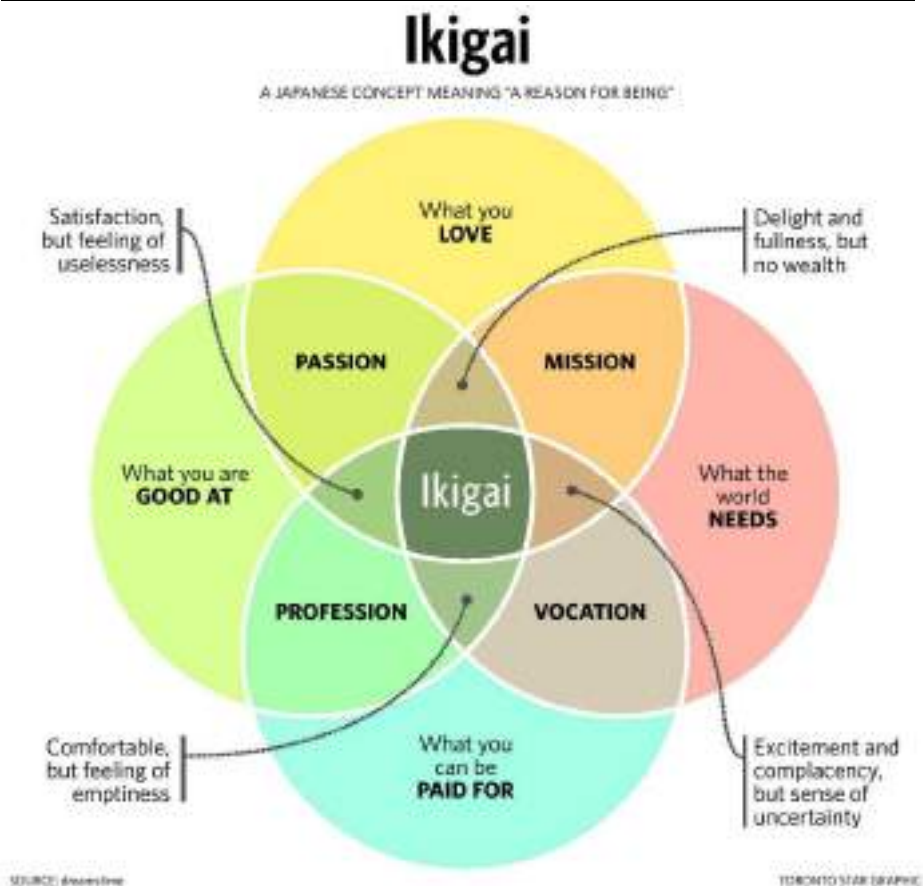 Ikigai
A JAPANESE CONCEPT MEANING "A REASON FOR BEING"
Satisfaction,
but feeling of
uselessness
What you
LOVE
Delight and
fullness, but
no wealth
PASSION
MISSION
What you are
GOOD AT
Ikigai
What the
world
NEEDS
PROFESSION
VOCATION
Comfortable,
but feeling of
emptiness
What you
can be
PAID FOR
Excitement and
complacency,
but sense of
uncertainty
SOURCE: dreamstime
TORONTO STAR GRAPHIC